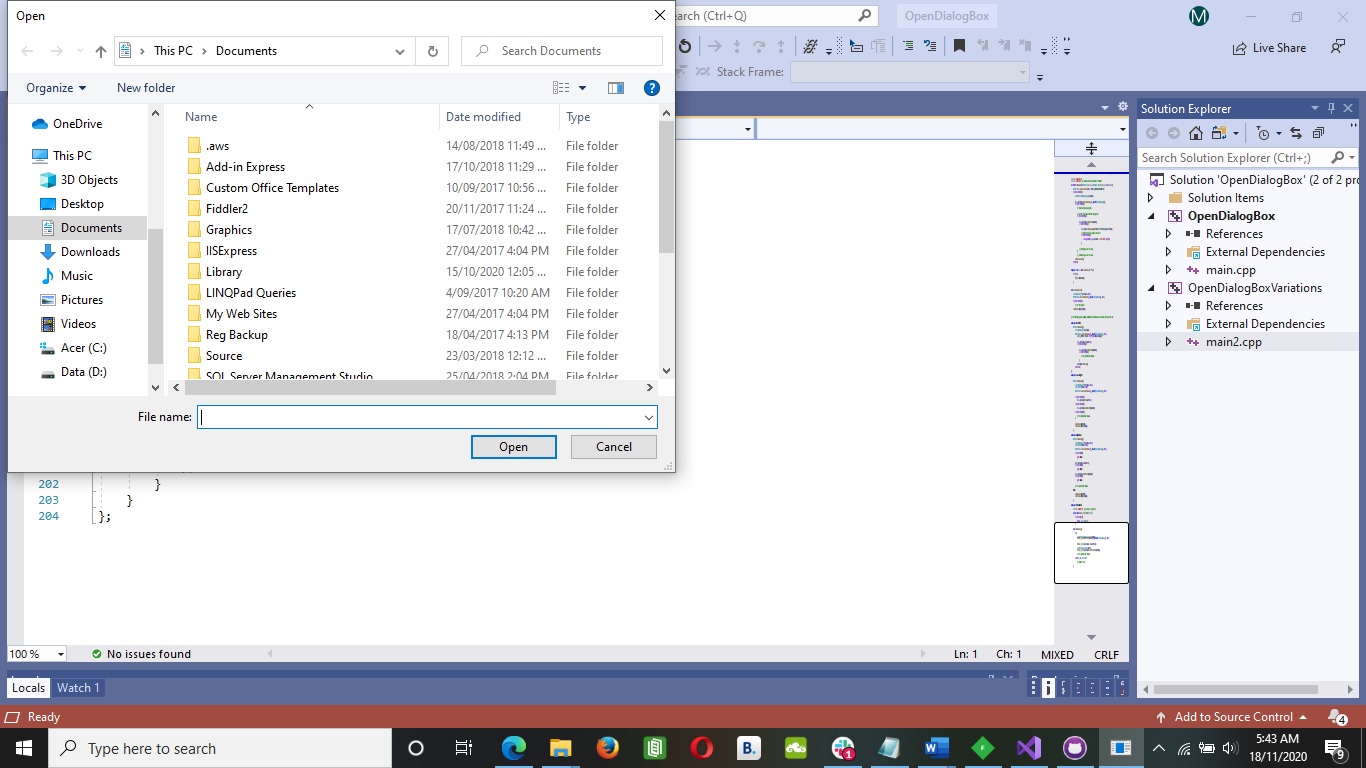 Open
arch (Ctrl+Q)
OpenDialogBox
M
This PC > Documents
Search Documents
Live Share
Organize
New folder
Stack Frame:
Name Date modified Type
OneDrive
This PC
3D Objects
Desktop
Documents
Downloads
Music
Pictures
Videos
Acer (C:)
Data (D:)
.aws 14/08/2018 11:49 ... File folder
Add-in Express 17/10/2018 11:29 ... File folder
Custom Office Templates 10/09/2017 10:56 ... File folder
Fiddler2 20/11/2017 11:24 ... File folder
Graphics 17/07/2018 10:42 ... File folder
IISExpress 27/04/2017 4:04 PM File folder
Library 15/10/2020 12:05 ... File folder
LINQPad Queries 4/09/2017 10:20 AM File folder
My Web Sites 27/04/2017 4:04 PM File folder
Reg Backup 18/04/2017 4:13 PM File folder
Source 23/03/2018 12:12 ... File folder
SQL Server Management Studio 25/04/2018 2:04 PM File folder
File name:
Open
Cancel
Solution Explorer
Search Solution Explorer (Ctrl+;)
Solution 'OpenDialogBox' (2 of 2 pro
Solution Items
OpenDialogBox
References
External Dependencies
main.cpp
OpenDialogBoxVariations
References
External Dependencies
main2.cpp
202 }
203 }
204 };
100 %
No issues found
Ln: 1 Ch: 1 MIXED CRLF
Locals
Watch 1
Ready
Add to Source Control
4
Type here to search
B.
1
W
F
5:43 AM
18/11/2020
9